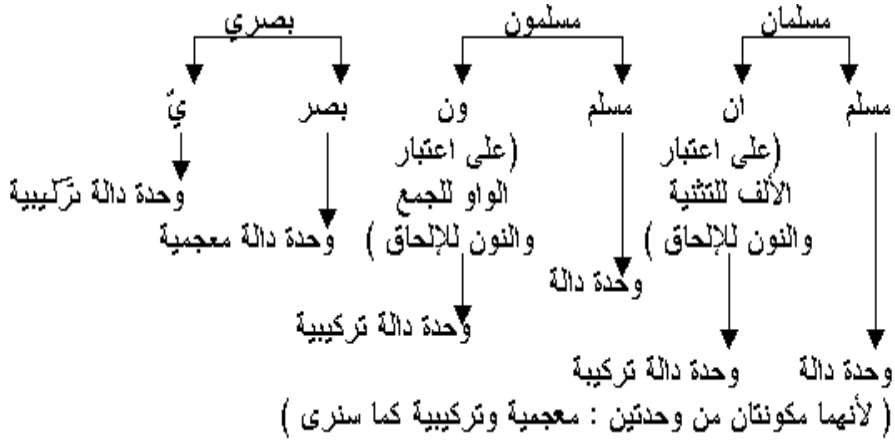 مسلمان مسلمون بصري
مسلم ان مسلم ون بصر يّ
(على اعتبار (على اعتبار
الألف للتثنية الواو للجمع
والنون للإلحاق ) والنون للإلحاق )
وحدة دالة تركيبية
وحدة دالة معجمية
وحدة دالة
وحدة دالة تركيبية
وحدة دالة وحدة دالة تركيبة
( لأنهما مكونتان من وحدتين : معجمية وتركيبية كما سنرى )